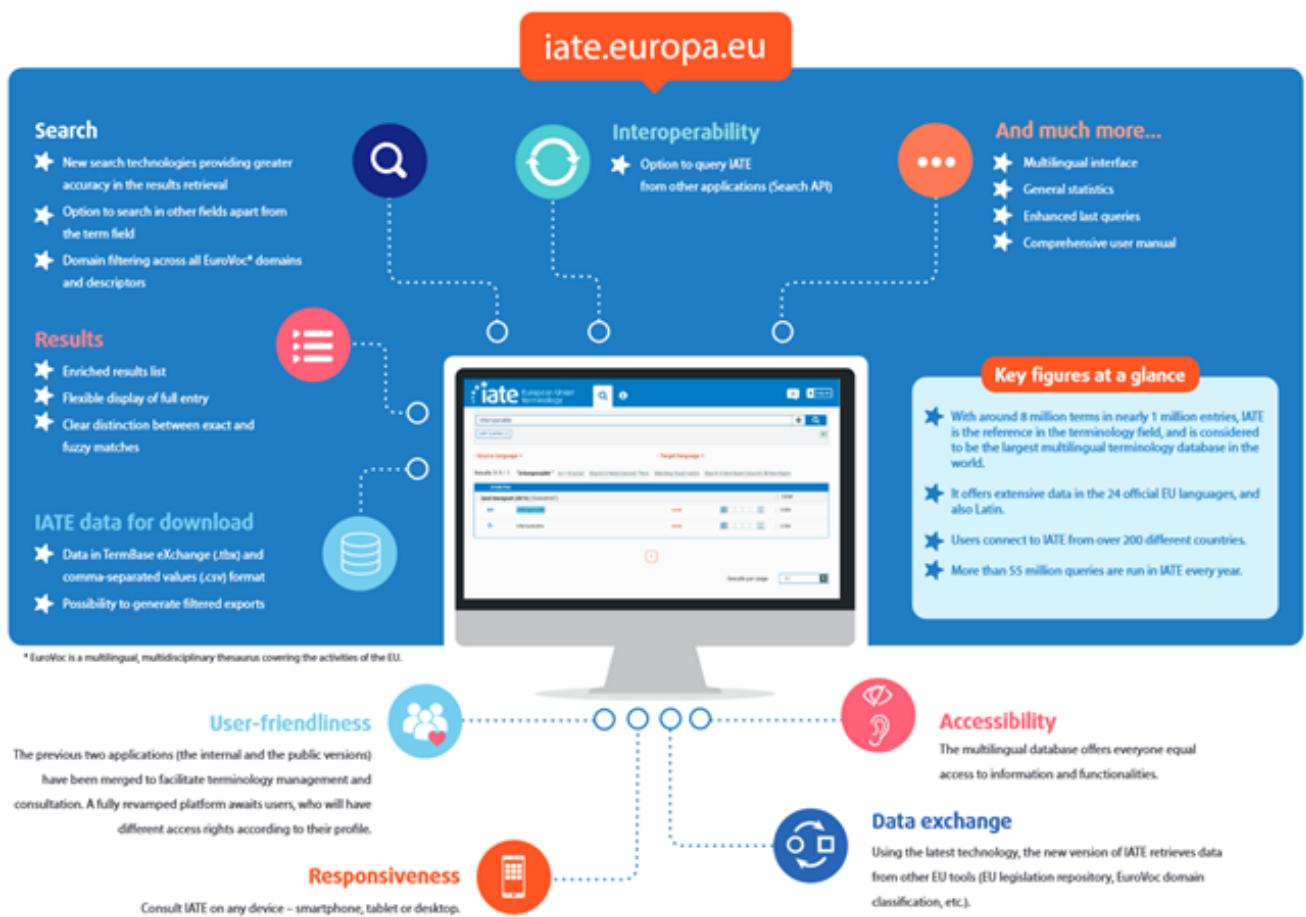 iate.europa.eu
Search
New search technologies providing greater
accuracy in the results retrieval
Option to search in other fields apart from
the term field
Domain filtering across all EuroVoc* domains
and descriptors
Interoperability
Option to query IATE
from other applications (Search API)
And much more...
Multilingual interface
General statistics
Enhanced last queries
Comprehensive user manual
Results
Enriched results list
Flexible display of full entry
Clear distinction between exact and
fuzzy matches
IATE data for download
Data in TermBase eXchange (.tbx) and
comma-separated values (.csv) format
Possibility to generate filtered exports
iate European Union
terminology
Source language
Target language
Results per page
Key figures at a glance
With around 8 million terms in nearly 1 million entries, IATE
is the reference in the terminology field, and is considered
to be the largest multilingual terminology database in the
world.
It offers extensive data in the 24 official EU languages, and
also Latin.
Users connect to IATE from over 200 different countries.
More than 55 million queries are run in IATE every year.
* EuroVoc is a multilingual, multidisciplinary thesaurus covering the activities of the EU.
User-friendliness
The previous two applications (the internal and the public versions)
have been merged to facilitate terminology management and
consultation. A fully revamped platform awaits users, who will have
different access rights according to their profile.
Accessibility
The multilingual database offers everyone equal
access to information and functionalities.
Responsiveness
Consult IATE on any device – smartphone, tablet or desktop.
Data exchange
Using the latest technology, the new version of IATE retrieves data
from other EU tools (EU legislation repository, EuroVoc domain
classification, etc.).